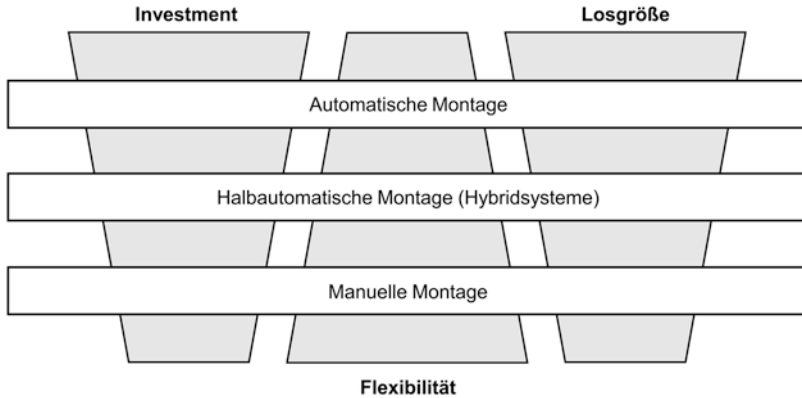 Investment
Losgröße
Automatische Montage
Halbautomatische Montage (Hybridsysteme)
Manuelle Montage
Flexibilität